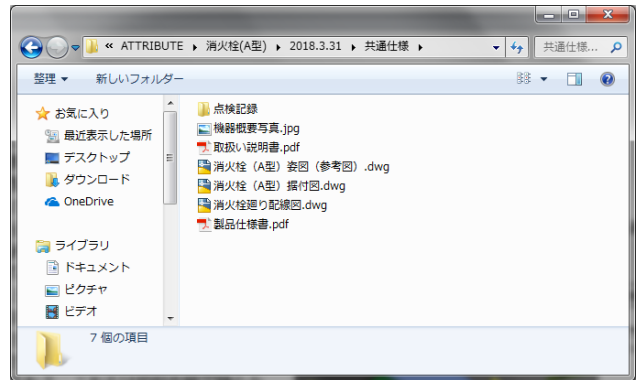 « ATTRIBUTE ▸ 消火栓(A型) ▸ 2018.3.31 ▸ 共通仕様 ▸
共通仕様...
整理 ▼ 新しいフォルダー
お気に入り
最近表示した場所
デスクトップ
ダウンロード
OneDrive
ライブラリ
ドキュメント
ピクチャ
ビデオ
点検記録
機器概要写真.jpg
取扱い説明書.pdf
消火栓（A型）姿図（参考図）.dwg
消火栓（A型）据付図.dwg
消火栓廻り配線図.dwg
製品仕様書.pdf
7 個の項目